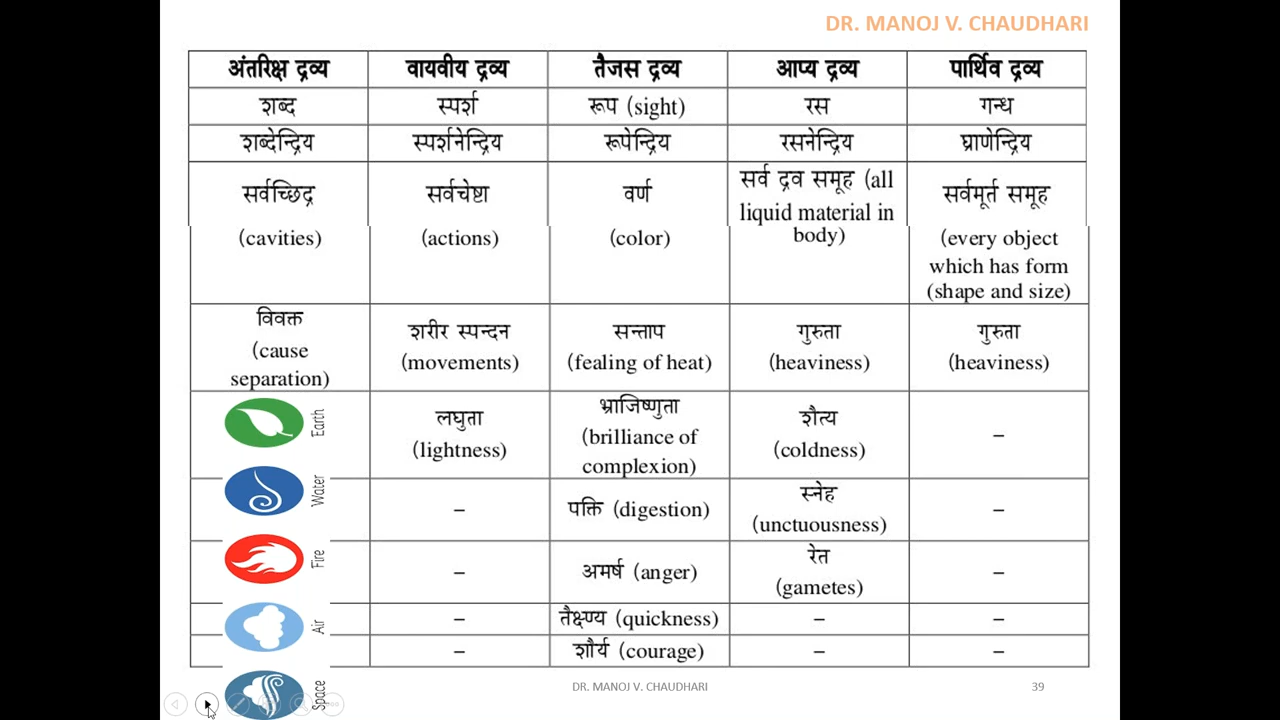 DR. MANOJ V. CHAUDHARI
अंतरिक्ष द्रव्य वायवीय द्रव्य तैजस द्रव्य आप्य द्रव्य पार्थिव द्रव्य
शब्द स्पर्श रूप (sight) रस गन्ध
शब्देन्द्रिय स्पर्शनेन्द्रिय रूपेन्द्रिय रसनेन्द्रिय घ्राणेन्द्रिय
सर्वच्छिद्र
(cavities)
सर्वचेष्टा
(actions)
वर्ण
(color)
सर्व द्रव समूह (all
liquid material in
body)
सर्वमूर्त समूह
(every object
which has form
(shape and size)
विवक्त
(cause
separation)
शरीर स्पन्दन
(movements)
सन्ताप
(fealing of heat)
गुरुता
(heaviness)
गुरुता
(heaviness)
Earth
लघुता
(lightness)
भ्राजिष्णुता
(brilliance of
complexion)
शैत्य
(coldness)
–
Water
–
पक्ति (digestion)
स्नेह
(unctuousness)
–
Fire
–
अमर्ष (anger)
रेत
(gametes)
–
Air
– तैक्ष्ण्य (quickness) – –
– शौर्य (courage) – –
Space
DR. MANOJ V. CHAUDHARI
39